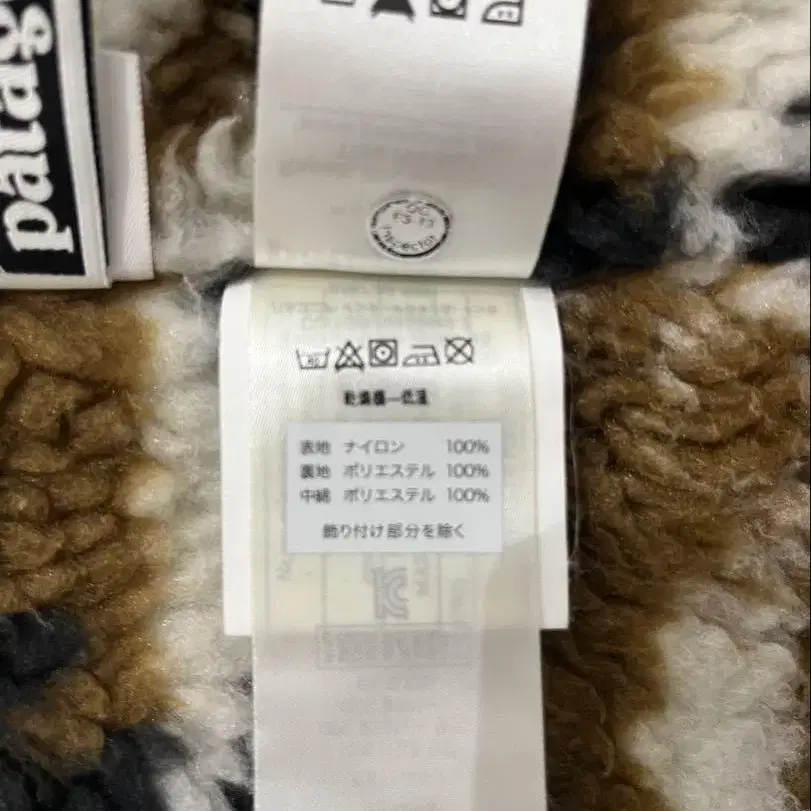 patag
Inspector
乾燥機—低温
表地 ナイロン 100%
裏地 ポリエステル 100%
中綿 ポリエステル 100%
飾り付け部分を除く